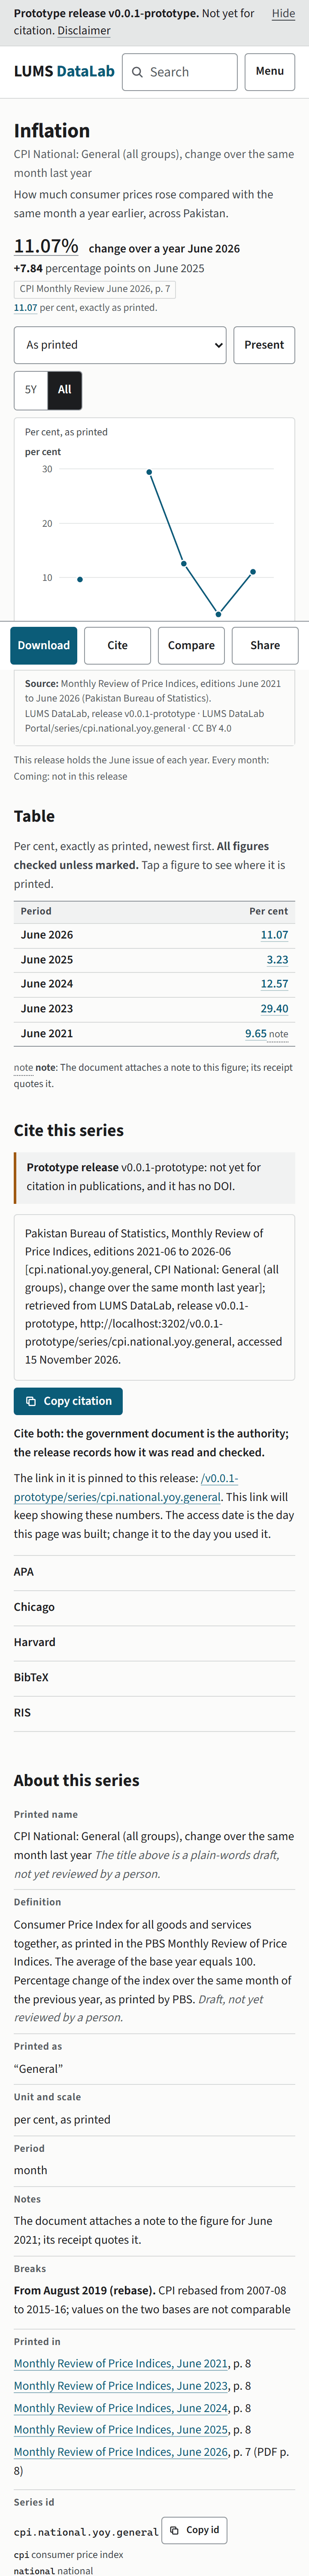 Prototype release v0.0.1-prototype. Not yet for
citation. Disclaimer
Hide
LUMS DataLab
Search
Menu
Inflation
CPI National: General (all groups), change over the same
month last year
How much consumer prices rose compared with the
same month a year earlier, across Pakistan.
11.07% change over a year June 2026
+7.84 percentage points on June 2025
CPI Monthly Review June 2026, p. 7
11.07 per cent, exactly as printed.
As printed
Present
5Y
All
Per cent, as printed
per cent
30
20
10
Download
Cite
Compare
Share
Source: Monthly Review of Price Indices, editions June 2021
to June 2026 (Pakistan Bureau of Statistics).
LUMS DataLab, release v0.0.1-prototype · LUMS DataLab
Portal/series/cpi.national.yoy.general · CC BY 4.0
This release holds the June issue of each year. Every month:
Coming: not in this release
Table
Per cent, exactly as printed, newest first. All figures
checked unless marked. Tap a figure to see where it is
printed.
Period Per cent
June 2026 11.07
June 2025 3.23
June 2024 12.57
June 2023 29.40
June 2021 9.65 note
note note: The document attaches a note to this figure; its receipt
quotes it.
Cite this series
Prototype release v0.0.1-prototype: not yet for
citation in publications, and it has no DOI.
Pakistan Bureau of Statistics, Monthly Review of
Price Indices, editions 2021-06 to 2026-06
[cpi.national.yoy.general, CPI National: General (all
groups), change over the same month last year];
retrieved from LUMS DataLab, release v0.0.1-
prototype, http://localhost:3202/v0.0.1-
prototype/series/cpi.national.yoy.general, accessed
15 November 2026.
Copy citation
Cite both: the government document is the authority;
the release records how it was read and checked.
The link in it is pinned to this release: /v0.0.1-
prototype/series/cpi.national.yoy.general. This link will
keep showing these numbers. The access date is the day
this page was built; change it to the day you used it.
APA
Chicago
Harvard
BibTeX
RIS
About this series
Printed name
CPI National: General (all groups), change over the same
month last year The title above is a plain-words draft,
not yet reviewed by a person.
Definition
Consumer Price Index for all goods and services
together, as printed in the PBS Monthly Review of Price
Indices. The average of the base year equals 100.
Percentage change of the index over the same month of
the previous year, as printed by PBS. Draft, not yet
reviewed by a person.
Printed as
“General”
Unit and scale
per cent, as printed
Period
month
Notes
The document attaches a note to the figure for June
2021; its receipt quotes it.
Breaks
From August 2019 (rebase). CPI rebased from 2007-08
to 2015-16; values on the two bases are not comparable
Printed in
Monthly Review of Price Indices, June 2021, p. 8
Monthly Review of Price Indices, June 2023, p. 8
Monthly Review of Price Indices, June 2024, p. 8
Monthly Review of Price Indices, June 2025, p. 8
Monthly Review of Price Indices, June 2026, p. 7 (PDF p.
8)
Series id
cpi.national.yoy.general Copy id
cpi consumer price index
national national